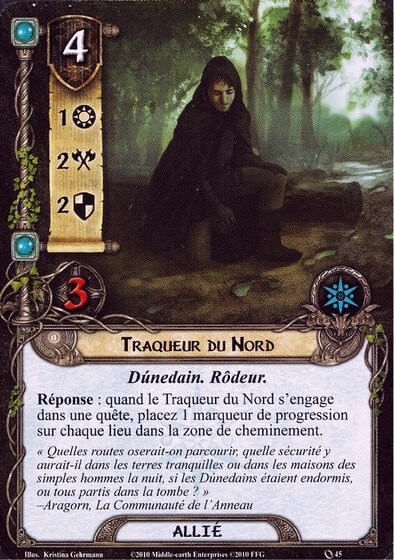 4
1
2
2
3
Traqueur du Nord
Dúnedain. Rôdeur.
Réponse : quand le Traqueur du Nord s'engage
dans une quête, placez 1 marqueur de progression
sur chaque lieu dans la zone de cheminement.
« Quelles routes oserait-on parcourir, quelle sécurité y
aurait-il dans les terres tranquilles ou dans les maisons des
simples hommes la nuit, si les Dúnedains étaient endormis,
ou tous partis dans la tombe ? »
–Aragorn, La Communauté de l'Anneau
ALLIÉ
Illus. Kristina Gehrmann ©2010 Middle-earth Enterprises ©2010 FFG 45